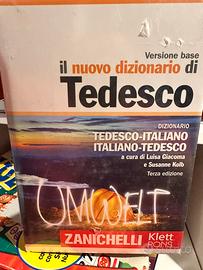 Versione base
il nuovo dizionario di
Tedesco
DIZIONARIO
TEDESCO-ITALIANO
ITALIANO-TEDESCO
a cura di Luisa Giacoma
e Susanne Kolb
Terza edizione
UMWELT
ZANICHELLI
Klett
PONS